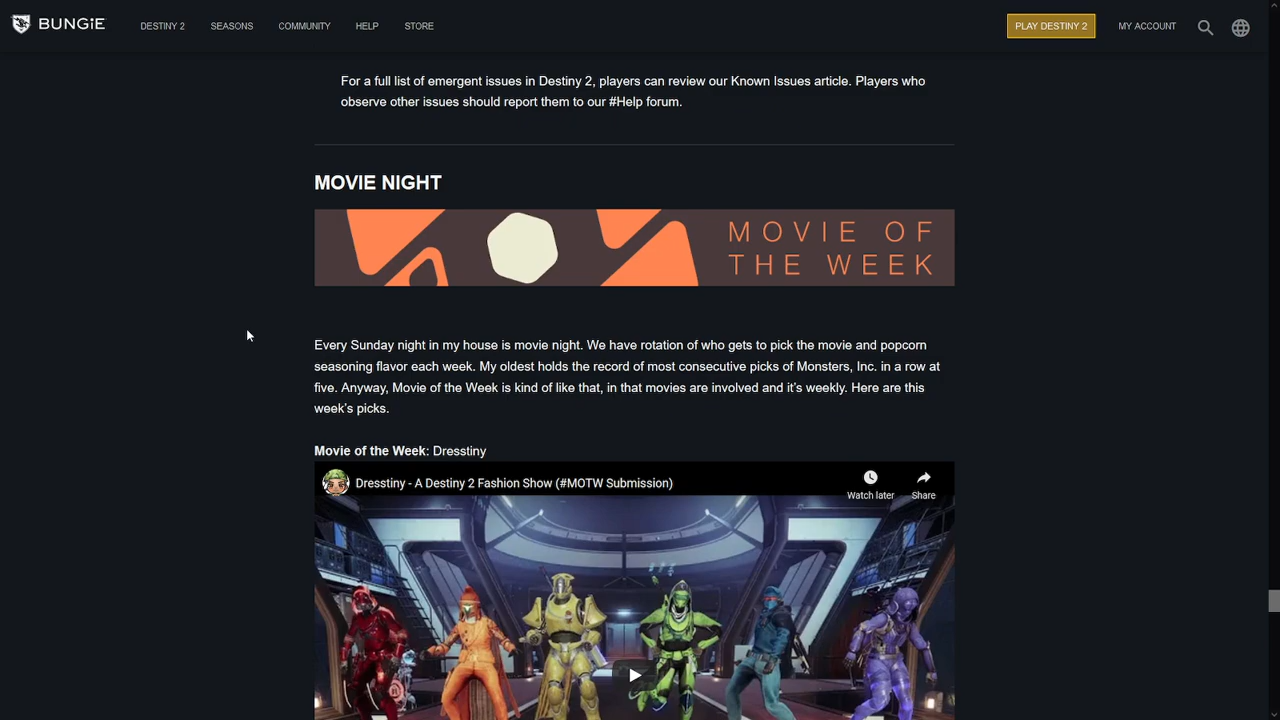 BUNGIE
DESTINY 2
SEASONS
COMMUNITY
HELP
STORE
PLAY DESTINY 2
MY ACCOUNT
For a full list of emergent issues in Destiny 2, players can review our Known Issues article. Players who
observe other issues should report them to our #Help forum.
MOVIE NIGHT
MOVIE OF
THE WEEK
Every Sunday night in my house is movie night. We have rotation of who gets to pick the movie and popcorn
seasoning flavor each week. My oldest holds the record of most consecutive picks of Monsters, Inc. in a row at
five. Anyway, Movie of the Week is kind of like that, in that movies are involved and it’s weekly. Here are this
week’s picks.
Movie of the Week: Dresstiny
Dresstiny - A Destiny 2 Fashion Show (#MOTW Submission)
Watch later
Share